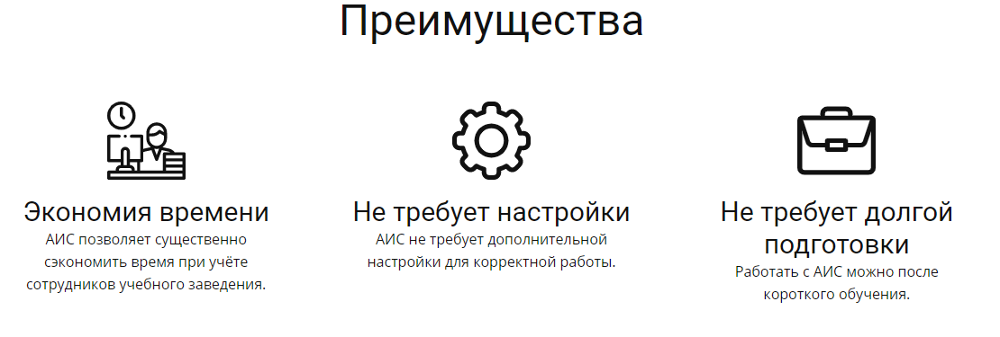 Преимущества
Экономия времени
АИС позволяет существенно
сэкономить время при учёте
сотрудников учебного заведения.
Не требует настройки
АИС не требует дополнительной
настройки для корректной работы.
Не требует долгой
подготовки
Работать с АИС можно после
короткого обучения.